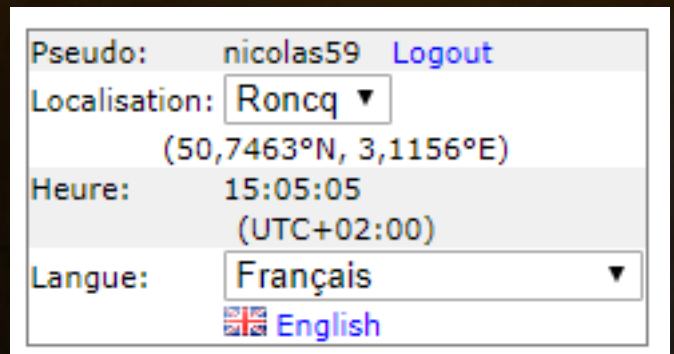 Pseudo: nicolas59 Logout
Localisation: Roncq
(50,7463°N, 3,1156°E)
Heure: 15:05:05
(UTC+02:00)
Langue: Français
English